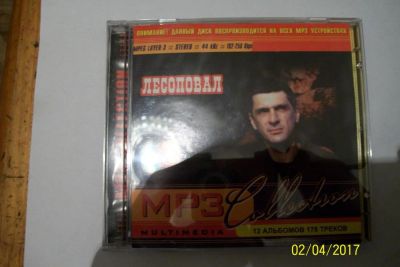 ВНИМАНИЕ! ДАННЫЙ ДИСК ВОСПРОИЗВОДИТСЯ НА ВСЕХ MP3 УСТРОЙСТВАХ
MPEG LAYER-3 STEREO 44 kHz 192-256 Bps
ЛЕСОПОВАЛ
MP3 Collection
MULTIMEDIA
12 АЛЬБОМОВ 175 ТРЕКОВ
02/04/2017